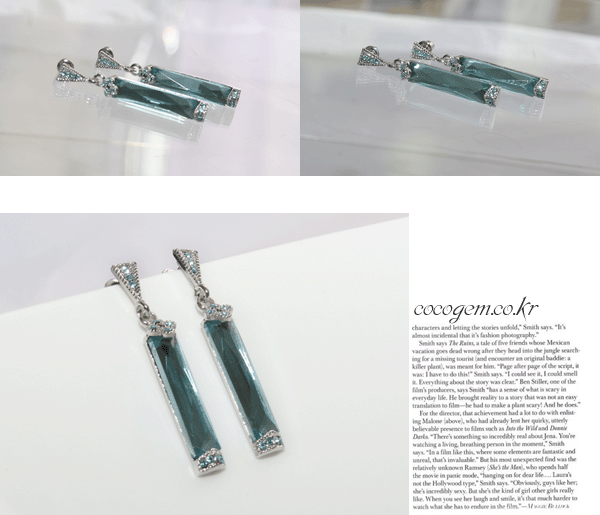 cocogem.co.kr
characters and letting the stories unfold," Smith says. "It's
almost incidental that it's fashion photography."
Smith says The Ruins, a tale of five friends whose Mexican
vacation goes dead wrong after they head into the jungle search-
ing for a missing tourist (and encounter an original baddie: a
killer plant), was meant for him. "Page after page of the script, it
was: I have to do this!" Smith says. "I could see it, I could smell
it. Everything about the story was clear." Ben Stiller, one of the
film's producers, says Smith "has a sense of what is scary in
everyday life. He brought reality to a story that was not an easy
translation to film—he had to make a plant scary! And he does."
For the director, that achievement had a lot to do with enlist-
ing Malone (above), who had already lent her quirky, utterly
believable presence to films such as Into the Wild and Donnie
Darko. "There's something so incredibly real about Jena. You're
watching a living, breathing person in the moment," Smith
says. "In a film like this, where some elements are fantastic and
unreal, that's invaluable." But his most unexpected find was the
relatively unknown Ramsey (She's the Man), who spends half
the movie in panic mode, "hanging on for dear life.... Laura's
not the Hollywood type," Smith says. "Obviously, guys like her;
she's incredibly sexy. But she's the kind of girl other girls really
like. When you see her laugh and smile, it's that much harder to
watch what she has to endure in the film."—